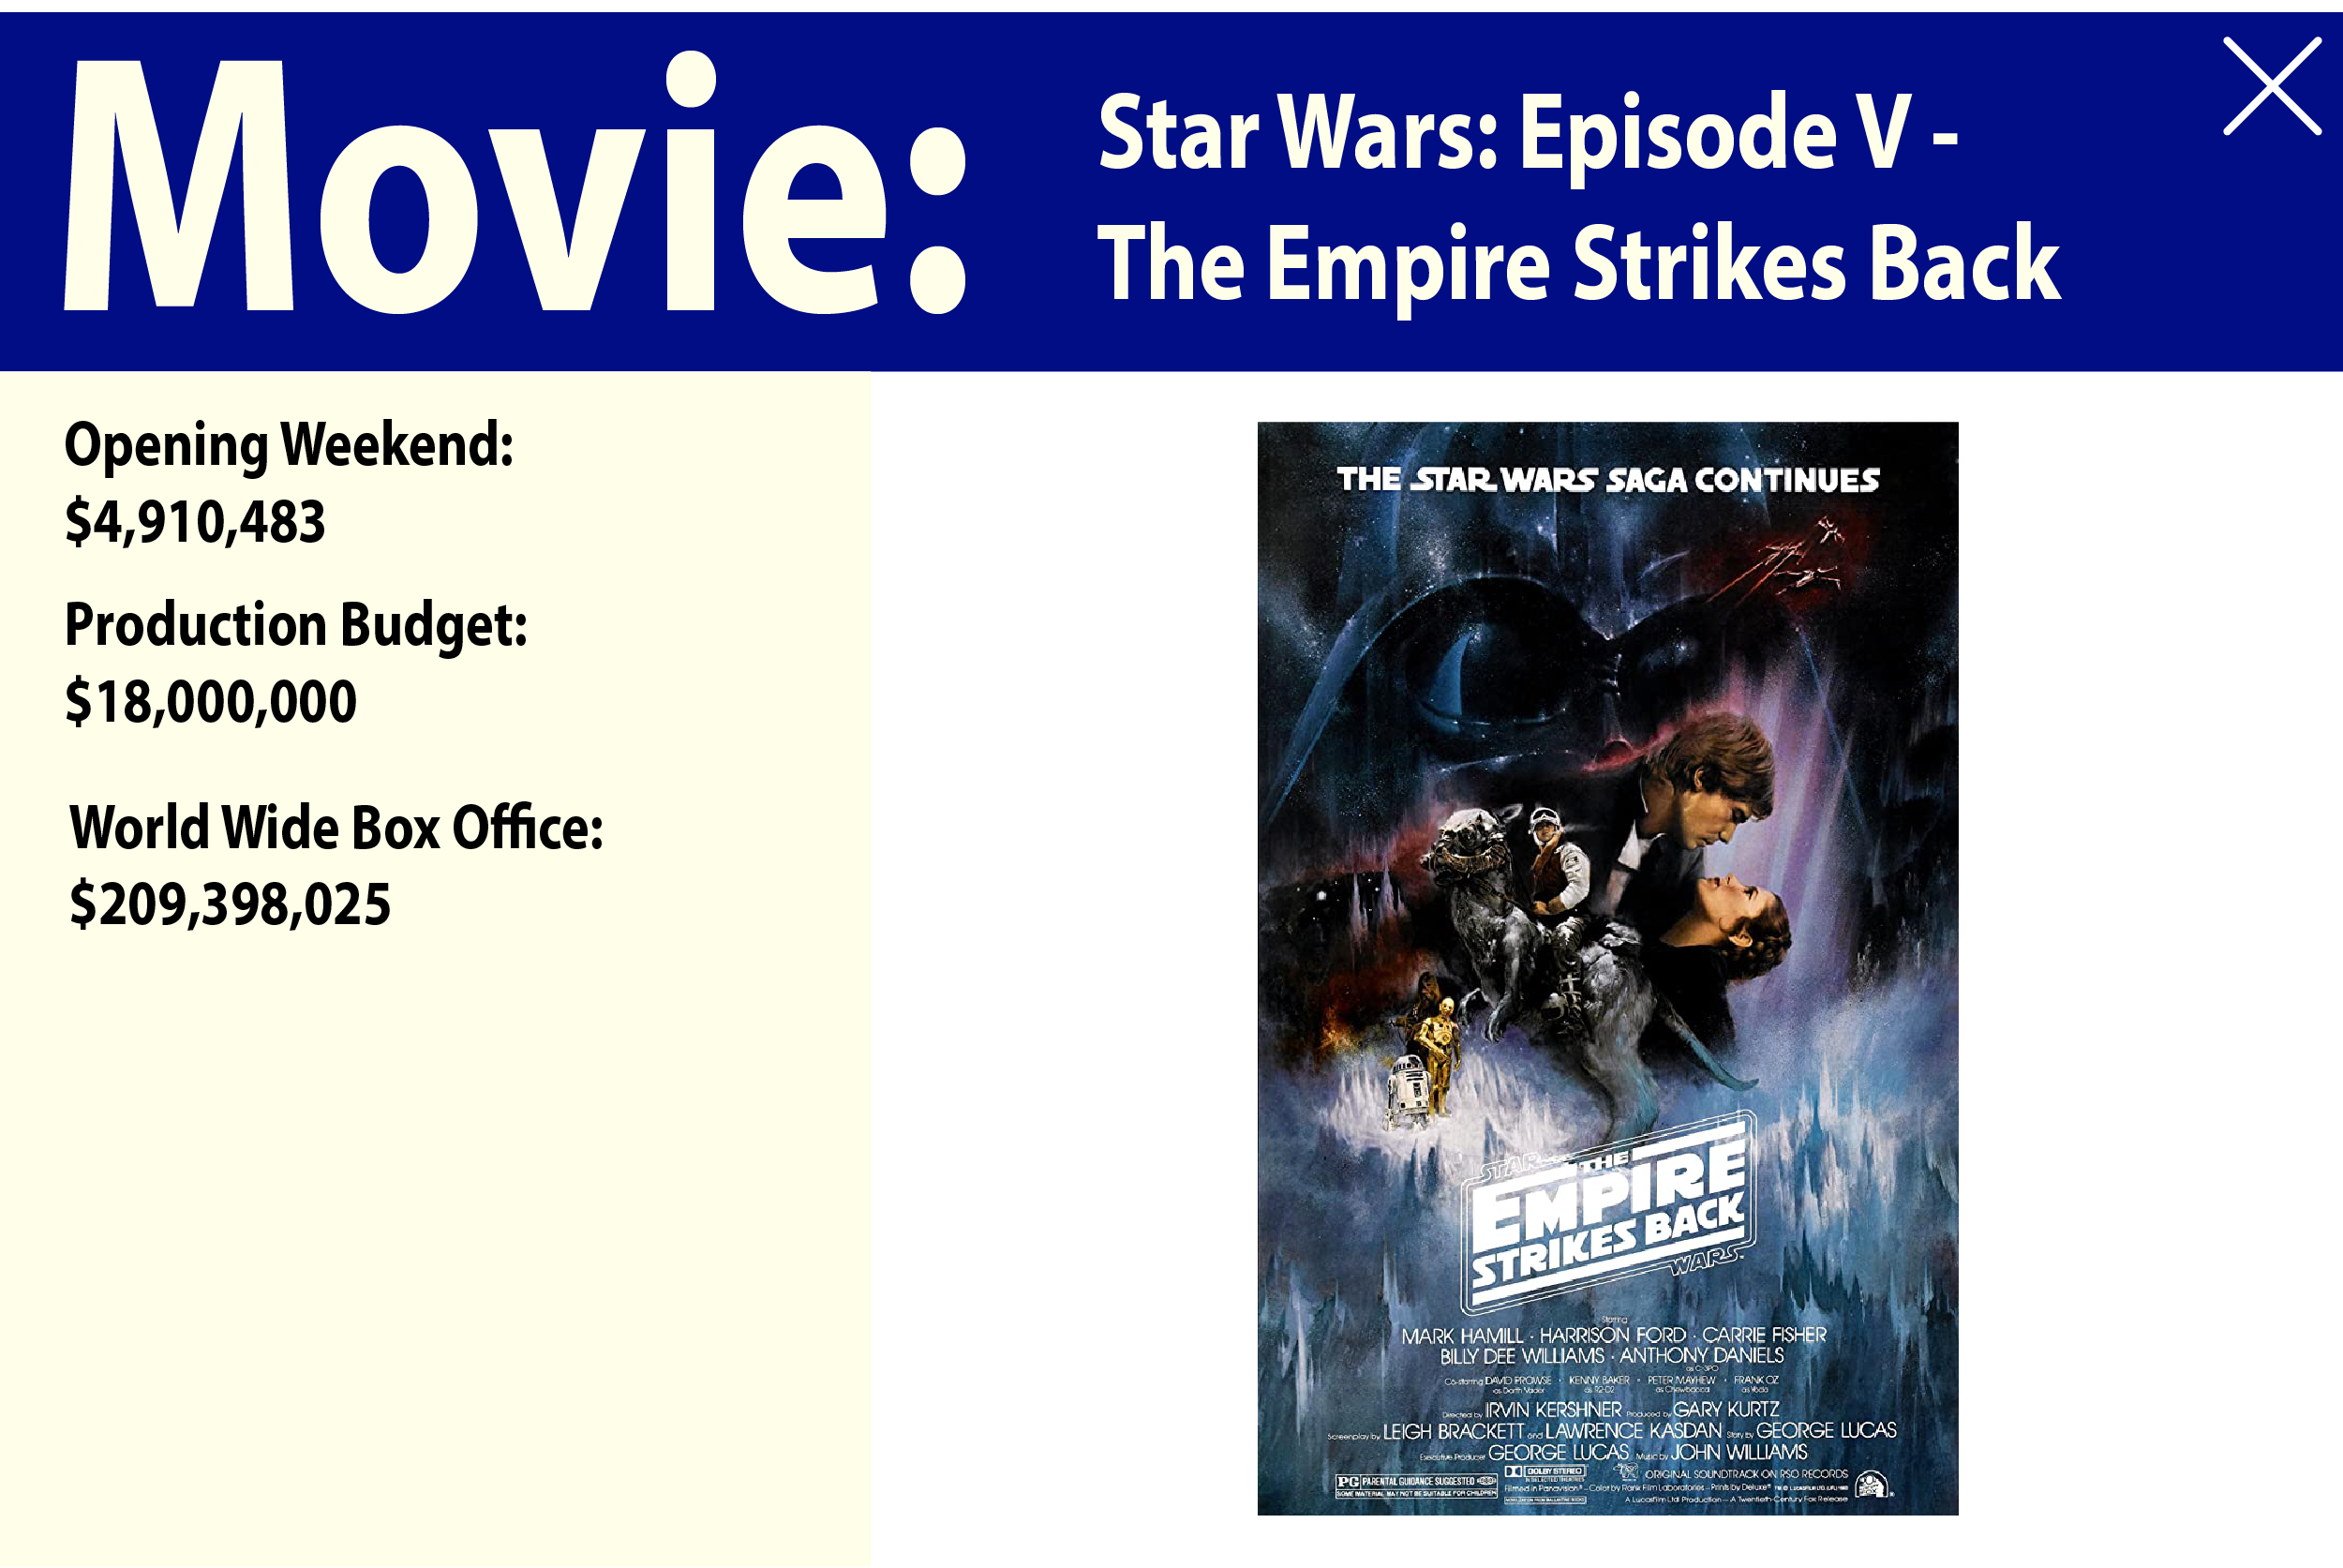 Movie:
Star Wars: Episode V -
The Empire Strikes Back
Opening Weekend:
$4,910,483
Production Budget:
$18,000,000
World Wide Box Office:
$209,398,025
THE STAR WARS SAGA CONTINUES
STAR
THE
EMPIRE
STRIKES BACK
WARS
Starring
MARK HAMILL · HARRISON FORD · CARRIE FISHER
BILLY DEE WILLIAMS · ANTHONY DANIELS
as C-3PO
Co-starring DAVID PROWSE · KENNY BAKER · PETER MAYHEW · FRANK OZ
as Darth Vader as R2-D2 as Chewbacca as Yoda
Directed by IRVIN KERSHNER Produced by GARY KURTZ
Screenplay by LEIGH BRACKETT and LAWRENCE KASDAN Story by GEORGE LUCAS
Executive Producer GEORGE LUCAS Music by JOHN WILLIAMS
PG PARENTAL GUIDANCE SUGGESTED
SOME MATERIAL MAY NOT BE SUITABLE FOR CHILDREN
DOLBY STEREO
IN SELECTED THEATRES
ORIGINAL SOUNDTRACK ON RSO RECORDS
Filmed in Panavision® - Color by Rank Film Laboratories - Prints by Deluxe®
NOVELIZATION FROM BALLANTINE BOOKS
A Lucasfilm Ltd Production - A Twentieth Century-Fox Release